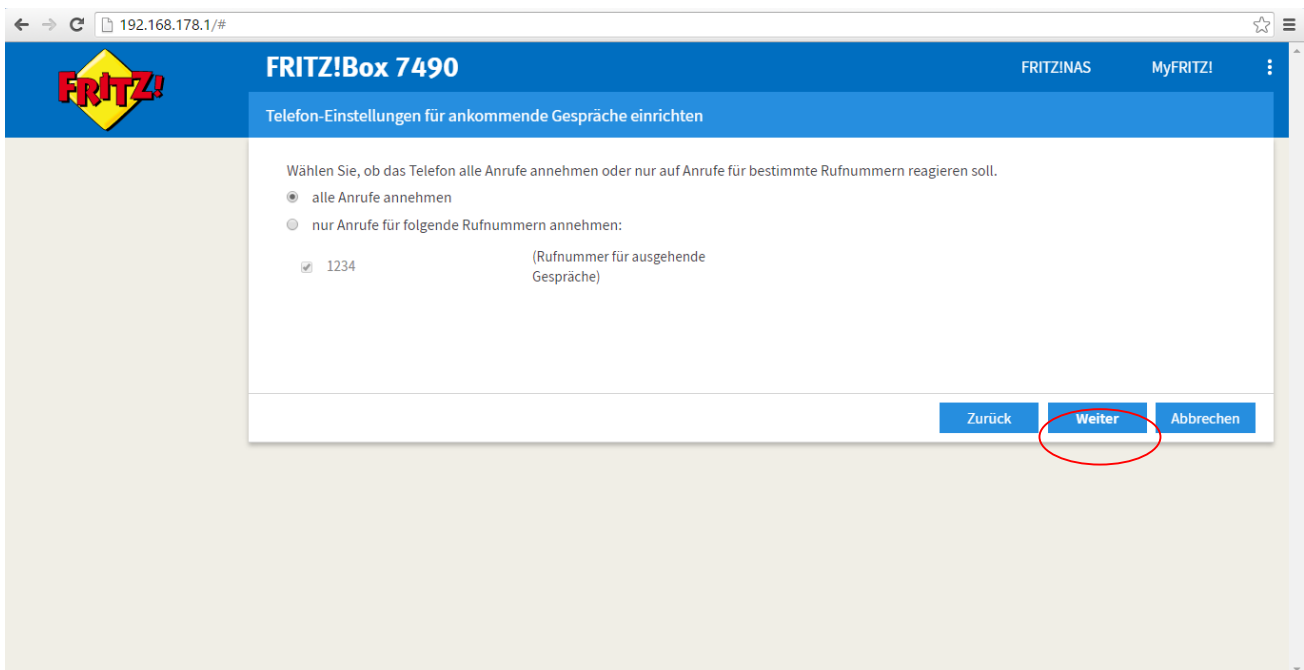 192.168.178.1/#
FRITZ!
FRITZ!Box 7490
FRITZ!NAS
MyFRITZ!
Telefon-Einstellungen für ankommende Gespräche einrichten
Wählen Sie, ob das Telefon alle Anrufe annehmen oder nur auf Anrufe für bestimmte Rufnummern reagieren soll.
alle Anrufe annehmen
nur Anrufe für folgende Rufnummern annehmen:
1234
(Rufnummer für ausgehende
Gespräche)
Zurück
Weiter
Abbrechen